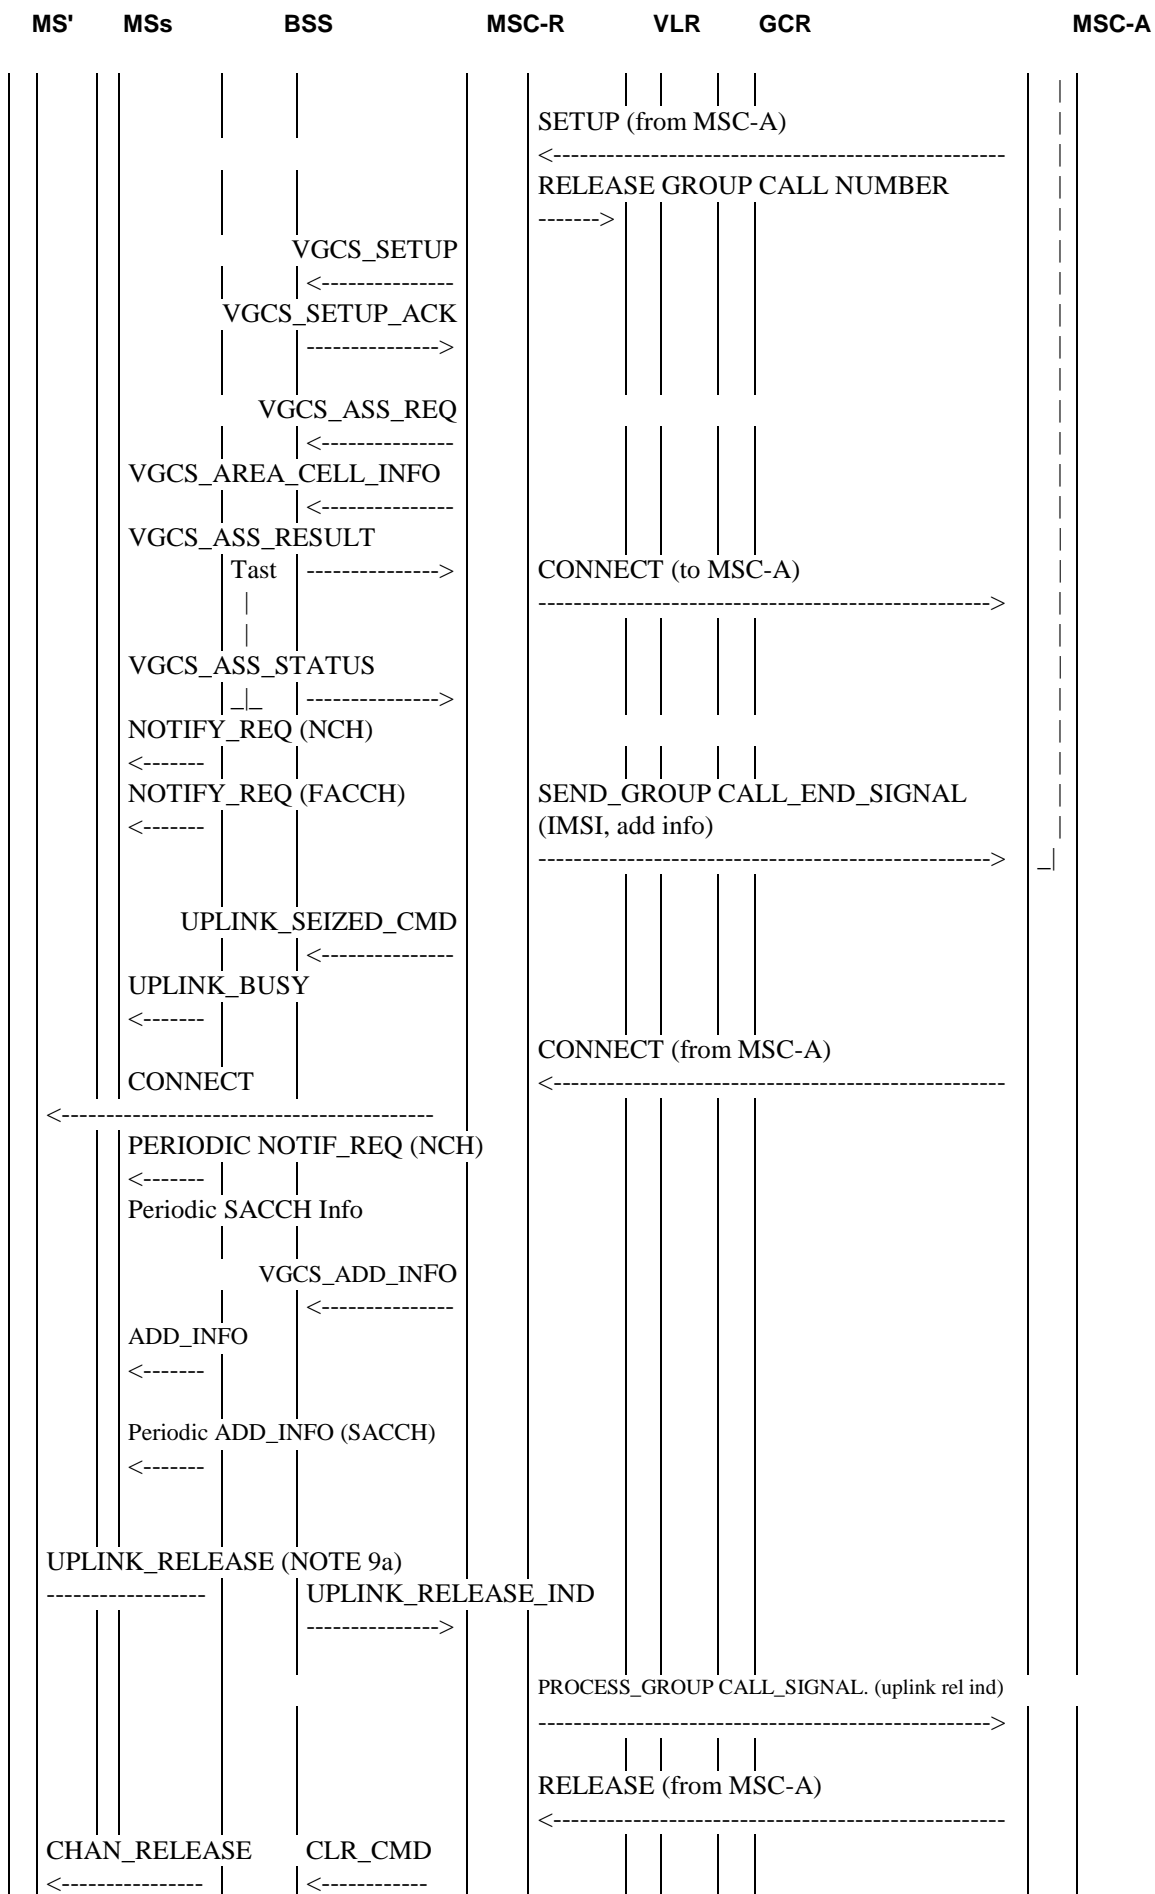 MS' MSs BSS MSC-R VLR GCR MSC-A
SETUP (from MSC-A)
RELEASE GROUP CALL NUMBER
VGCS_SETUP
VGCS_SETUP_ACK
VGCS_ASS_REQ
VGCS_AREA_CELL_INFO
VGCS_ASS_RESULT
Tast CONNECT (to MSC-A)
VGCS_ASS_STATUS
NOTIFY_REQ (NCH)
NOTIFY_REQ (FACCH) SEND_GROUP CALL_END_SIGNAL
(IMSI, add info)
UPLINK_SEIZED_CMD
UPLINK_BUSY
CONNECT (from MSC-A)
CONNECT
PERIODIC NOTIF_REQ (NCH)
Periodic SACCH Info
VGCS_ADD_INFO
ADD_INFO
Periodic ADD_INFO (SACCH)
UPLINK_RELEASE (NOTE 9a)
UPLINK_RELEASE_IND
PROCESS_GROUP CALL_SIGNAL. (uplink rel ind)
RELEASE (from MSC-A)
CHAN_RELEASE CLR_CMD